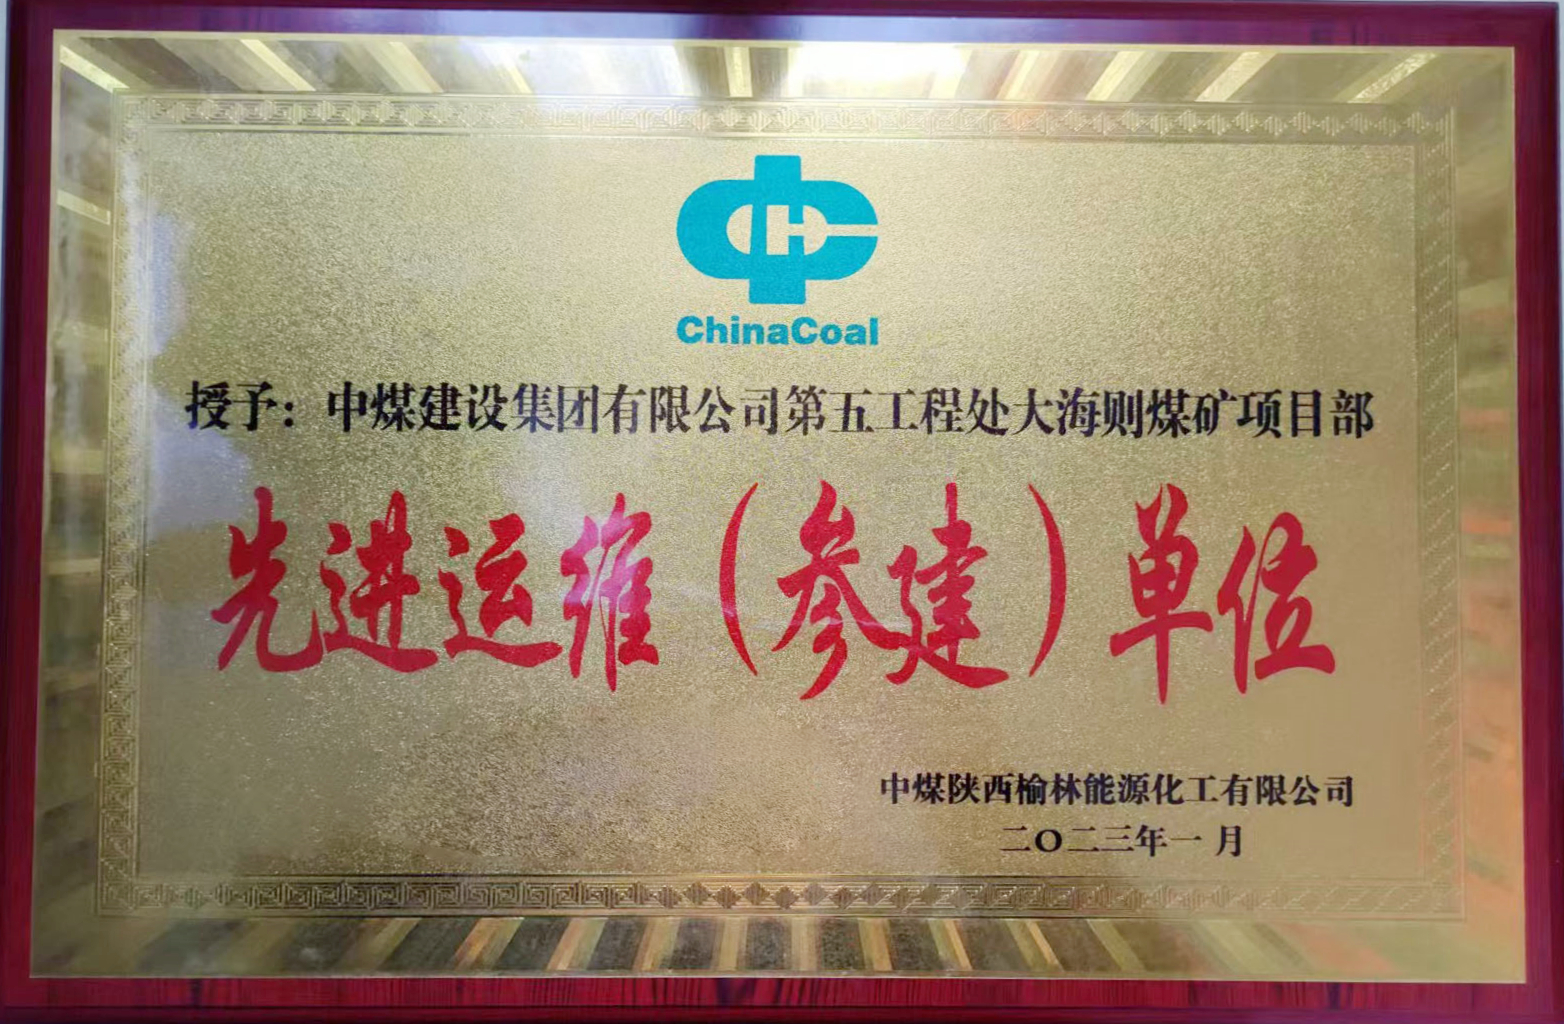 CH
ChinaCoal
授予：中煤建设集团有限公司第五工程处大海则煤矿项目部
先进运维（参建）单位
中煤陕西榆林能源化工有限公司
二〇二三年一月